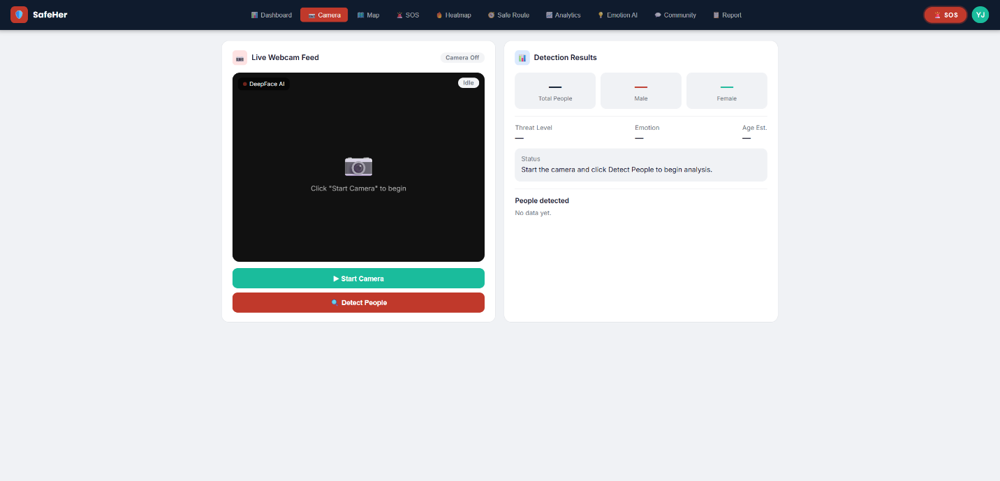 SafeHer
Dashboard
Camera
Map
SOS
Heatmap
Safe Route
Analytics
Emotion AI
Community
Report
SOS
YJ
Live Webcam Feed
Camera Off
DeepFace AI
Idle
Click "Start Camera" to begin
▶ Start Camera
Detect People
Detection Results
—
Total People
—
Male
—
Female
Threat Level
—
Emotion
—
Age Est.
—
Status
Start the camera and click Detect People to begin analysis.
People detected
No data yet.